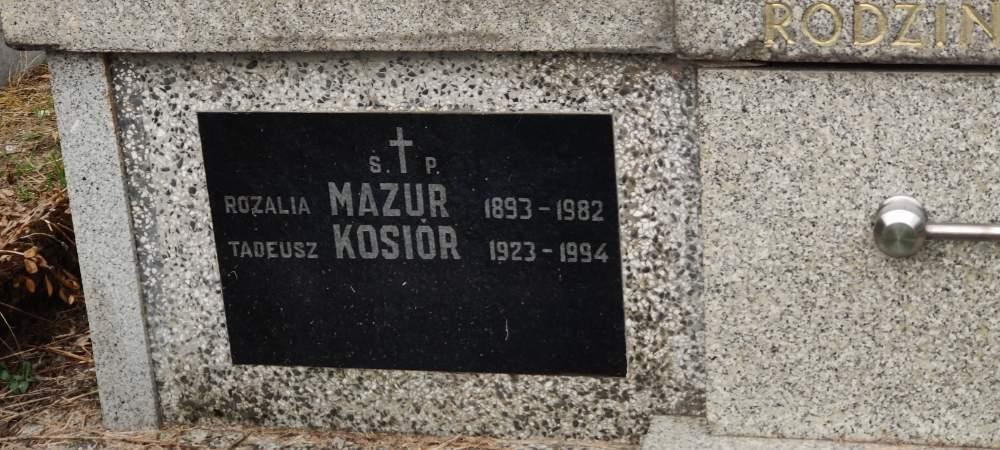 RODZIN
S. P.
ROZALIA MAZUR 1893-1982
TADEUSZ KOSIÓR 1923-1994